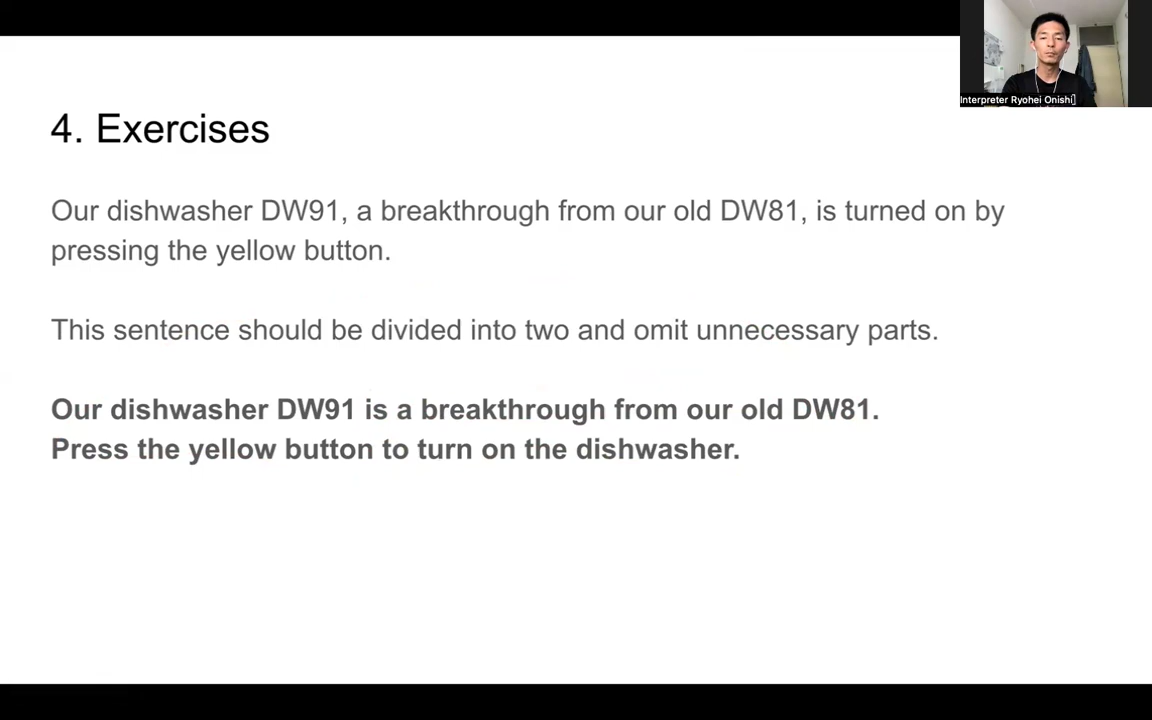 Interpreter Ryohei Onishi
4. Exercises
Our dishwasher DW91, a breakthrough from our old DW81, is turned on by
pressing the yellow button.
This sentence should be divided into two and omit unnecessary parts.
Our dishwasher DW91 is a breakthrough from our old DW81.
Press the yellow button to turn on the dishwasher.